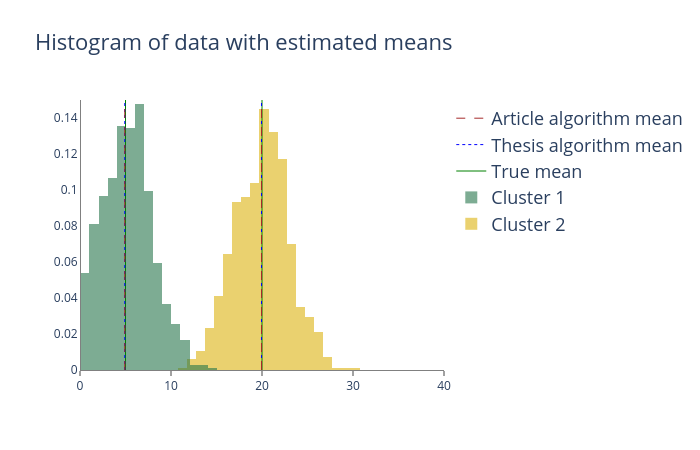 Histogram of data with estimated means
0.14
0.12
0.1
0.08
0.06
0.04
0.02
0
0 10 20 30 40
Article algorithm mean
Thesis algorithm mean
True mean
Cluster 1
Cluster 2